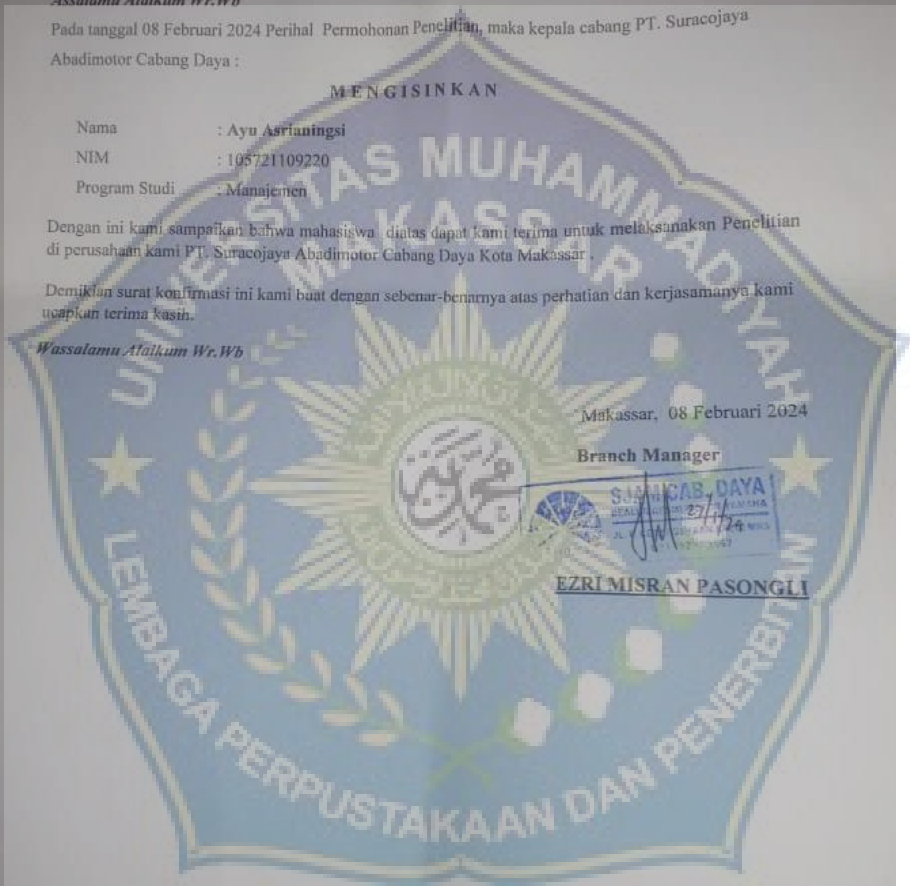 Assalamu Alaikum Wr.Wb
Pada tanggal 08 Februari 2024 Perihal Permohonan Penelitian, maka kepala cabang PT. Suracojaya
Abadimotor Cabang Daya :
MENGISINKAN
Nama : Ayu Asrianingsi
NIM : 105721109220
Program Studi : Manajemen
Dengan ini kami sampaikan bahwa mahasiswa diatas dapat kami terima untuk melaksanakan Penelitian
di perusahaan kami PT. Suracojaya Abadimotor Cabang Daya Kota Makassar .
Demikian surat konfirmasi ini kami buat dengan sebenar-benarnya atas perhatian dan kerjasamanya kami
ucapkan terima kasih.
Wassalamu Alaikum Wr.Wb
Makassar, 08 Februari 2024
Branch Manager
SJAM CAB. DAYA
EZRI MISRAN PASONGLI
UNIVERSITAS MUHAMMADIYAH
MAKASSAR
LEMBAGA PERPUSTAKAAN DAN PENERBITAN